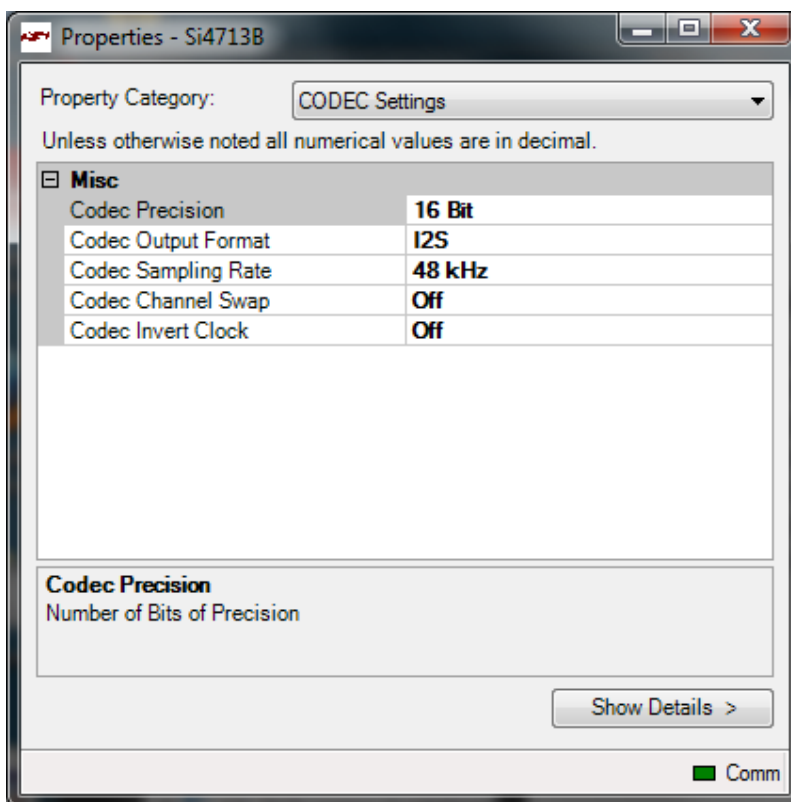 Properties - Si4713B
Property Category: CODEC Settings
Unless otherwise noted all numerical values are in decimal.
Misc
Codec Precision 16 Bit
Codec Output Format I2S
Codec Sampling Rate 48 kHz
Codec Channel Swap Off
Codec Invert Clock Off
Codec Precision
Number of Bits of Precision
Show Details >
Comm